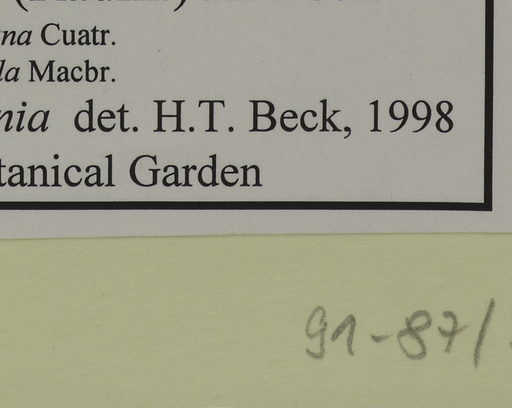 na Cuatr.
la Macbr.
nia det. H.T. Beck, 1998
tanical Garden
91-87/